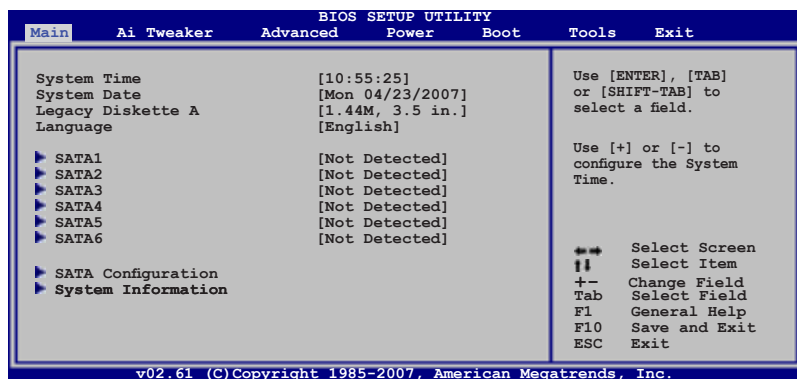 BIOS SETUP UTILITY
Main Ai Tweaker Advanced Power Boot Tools Exit
System Time [10:55:25]
System Date [Mon 04/23/2007]
Legacy Diskette A [1.44M, 3.5 in.]
Language [English]
SATA1 [Not Detected]
SATA2 [Not Detected]
SATA3 [Not Detected]
SATA4 [Not Detected]
SATA5 [Not Detected]
SATA6 [Not Detected]
SATA Configuration
System Information
Use [ENTER], [TAB]
or [SHIFT-TAB] to
select a field.
Use [+] or [-] to
configure the System
Time.
Select Screen
Select Item
+- Change Field
Tab Select Field
F1 General Help
F10 Save and Exit
ESC Exit
v02.61 (C)Copyright 1985-2007, American Megatrends, Inc.